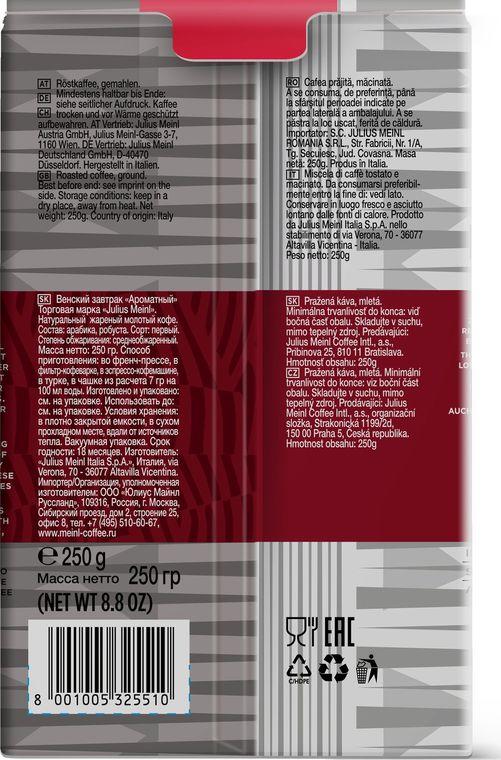 AT Röstkaffee, gemahlen.
DE Mindestens haltbar bis Ende:
siehe seitlicher Aufdruck. Kaffee
CH trocken und vor Wärme geschützt
aufbewahren. AT Vertrieb: Julius Meinl
Austria GmbH, Julius Meinl-Gasse 3-7,
1160 Wien. DE Vertrieb: Julius Meinl
Deutschland GmbH, D-40470
Düsseldorf. Hergestellt in Italien.
GB Roasted coffee, ground.
Best before end: see imprint on the
side. Storage conditions: keep in a
dry place, away from heat. Net
weight: 250g. Country of origin: Italy
RO Cafea prăjită, măcinată.
A se consuma, de preferință, până
la sfârșitul perioadei indicate pe
partea laterală a ambalajului. A se
păstra la loc uscat, ferită de căldură.
Importator: S.C. JULIUS MEINL
ROMANIA S.R.L., Str. Fabricii, Nr. 1/A,
Tg. Secuiesc, Jud. Covasna. Masa
netă: 250g. Produs in Italia.
IT Miscela di caffè tostato e
macinato. Da consumarsi preferibil-
mente entro la fine di: vedi lato.
Conservare in luogo fresco e asciutto
lontano dalle fonti di calore. Prodotto
da Julius Meinl Italia S.p.A. nello
stabilimento di via Verona, 70 - 36077
Altavilla Vicentina - Italia.
Peso netto: 250g
SK Венский завтрак «Ароматный»
Торговая марка «Julius Meinl».
Натуральный жареный молотый кофе.
Состав: арабика, робуста. Сорт: первый.
Степень обжаривания: среднеобжаренный.
Масса нетто: 250 гр. Способ
приготовления: во френч-прессе, в
фильтр-кофеварке, в эспрессо-кофемашине,
в турке, в чашке из расчета 7 гр на
100 мл воды. Изготовлено и упаковано:
см. на упаковке. Использовать до:
см. на упаковке. Условия хранения:
в плотно закрытой емкости, в сухом
прохладном месте, вдали от источников
тепла. Вакуумная упаковка. Срок
годности: 18 месяцев. Изготовитель:
«Julius Meinl Italia S.p.A.», Италия, via
Verona, 70 - 36077 Altavilla Vicentina.
Импортер/Организация, уполномоченная
изготовителем: ООО «Юлиус Майнл
Руссланд», 109316, Россия, г. Москва,
Сибирский проезд, дом 2, строение 25,
офис 8, тел. +7 (495) 510-60-67,
www.meinl-coffee.ru
SK Pražená káva, mletá.
Minimálna trvanlivosť do konca: viď
bočná časť obalu. Skladujte v suchu,
mimo tepelný zdroj. Predávajúci:
Julius Meinl Coffee Intl., a.s.,
Pribinova 25, 810 11 Bratislava.
Hmotnosť obsahu: 250g
CZ Pražená káva, mletá. Minimální
trvanlivost do konce: viz boční část
obalu. Skladujte v suchu, mimo
tepelný zdroj. Prodávající: Julius
Meinl Coffee Intl., a.s., organizační
složka, Strakonická 1199/2d,
150 00 Praha 5, Česká republika.
Hmotnost obsahu: 250g
℮ 250 g
Масса нетто 250 гр
(NET WT 8.8 OZ)
EAC
C/HDPE
8 001005 325510